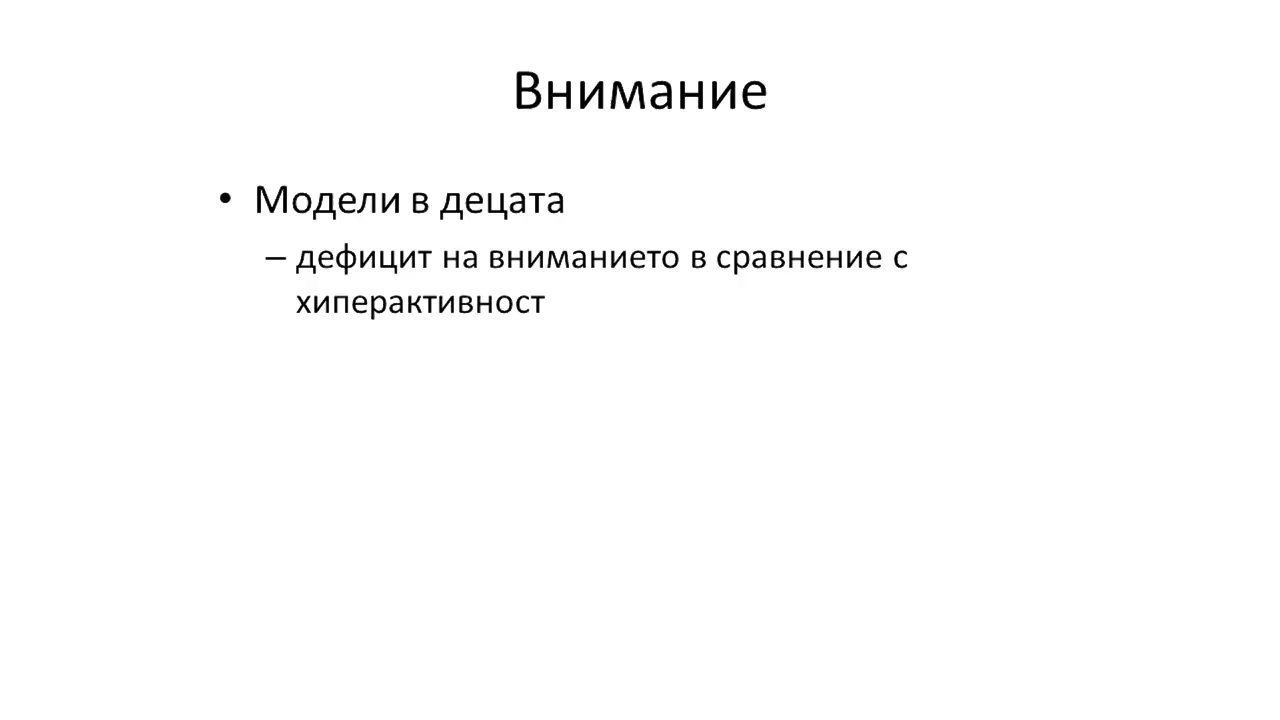 Внимание
• Модели в децата
– дефицит на вниманието в сравнение с
хиперактивност